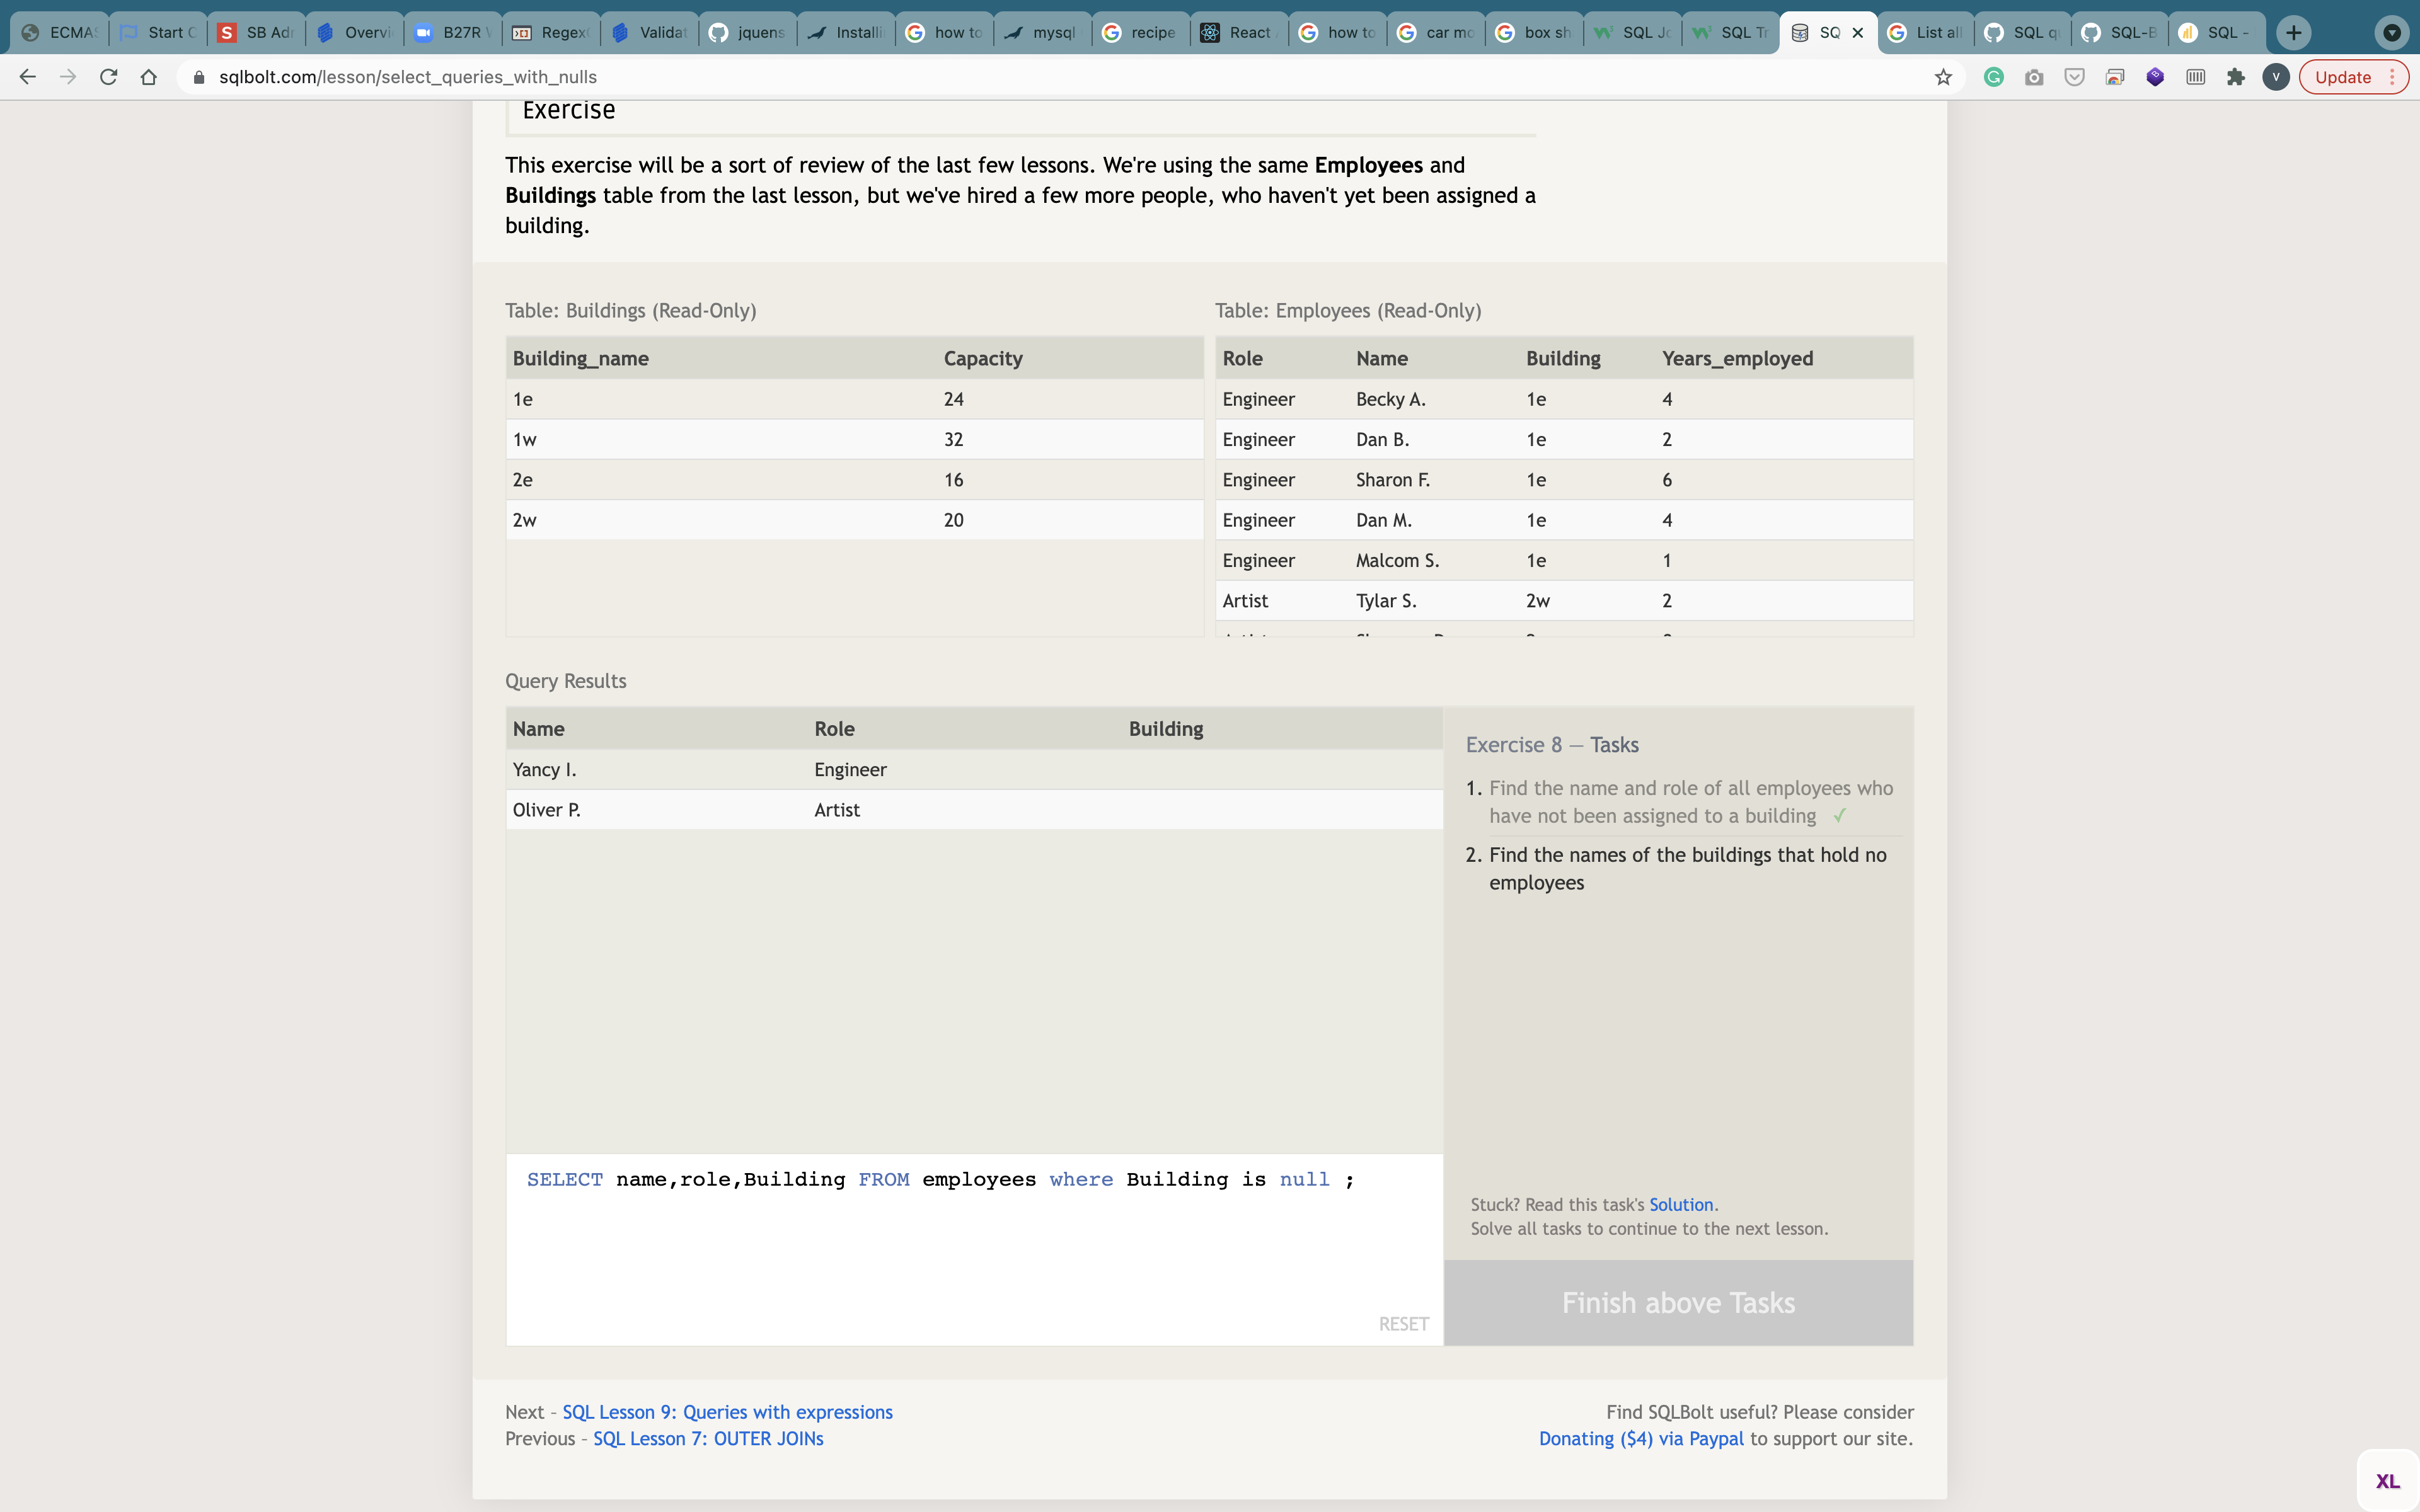 ECMAS
Start C
SB Adr
Overvi
B27R W
RegexO
Validat
jquens
Installi
how to
mysql
recipe
React
how to
car mo
box sh
SQL Jo
SQL Tr
SQ
List all
SQL q
SQL-B
SQL -
sqlbolt.com/lesson/select_queries_with_nulls
V
Update
Exercise
This exercise will be a sort of review of the last few lessons. We're using the same Employees and
Buildings table from the last lesson, but we've hired a few more people, who haven't yet been assigned a
building.
Table: Buildings (Read-Only)
Building_name Capacity
1e 24
1w 32
2e 16
2w 20
Table: Employees (Read-Only)
Role Name Building Years_employed
Engineer Becky A. 1e 4
Engineer Dan B. 1e 2
Engineer Sharon F. 1e 6
Engineer Dan M. 1e 4
Engineer Malcom S. 1e 1
Artist Tylar S. 2w 2
Query Results
Name Role Building
Yancy I. Engineer
Oliver P. Artist
Exercise 8 — Tasks
1. Find the name and role of all employees who
have not been assigned to a building ✓
2. Find the names of the buildings that hold no
employees
SELECT name,role,Building FROM employees where Building is null ;
RESET
Stuck? Read this task's Solution.
Solve all tasks to continue to the next lesson.
Finish above Tasks
Next - SQL Lesson 9: Queries with expressions
Previous - SQL Lesson 7: OUTER JOINs
Find SQLBolt useful? Please consider
Donating ($4) via Paypal to support our site.
XL